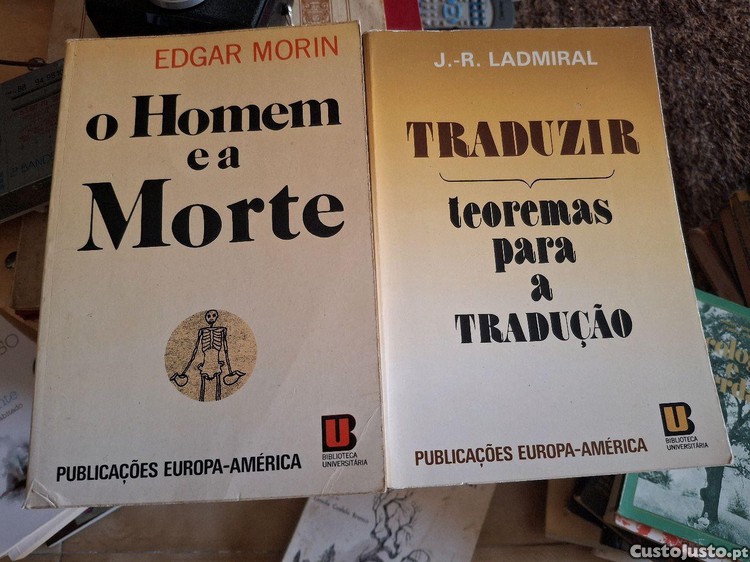 EDGAR MORIN
o Homem
e a
Morte
PUBLICAÇÕES EUROPA-AMÉRICA
BIBLIOTECA
UNIVERSITÁRIA
J.-R. LADMIRAL
TRADUZIR
teoremas
para
a
TRADUÇÃO
PUBLICAÇÕES EUROPA-AMÉRICA
BIBLIOTECA
UNIVERSITÁRIA
CustoJusto.pt